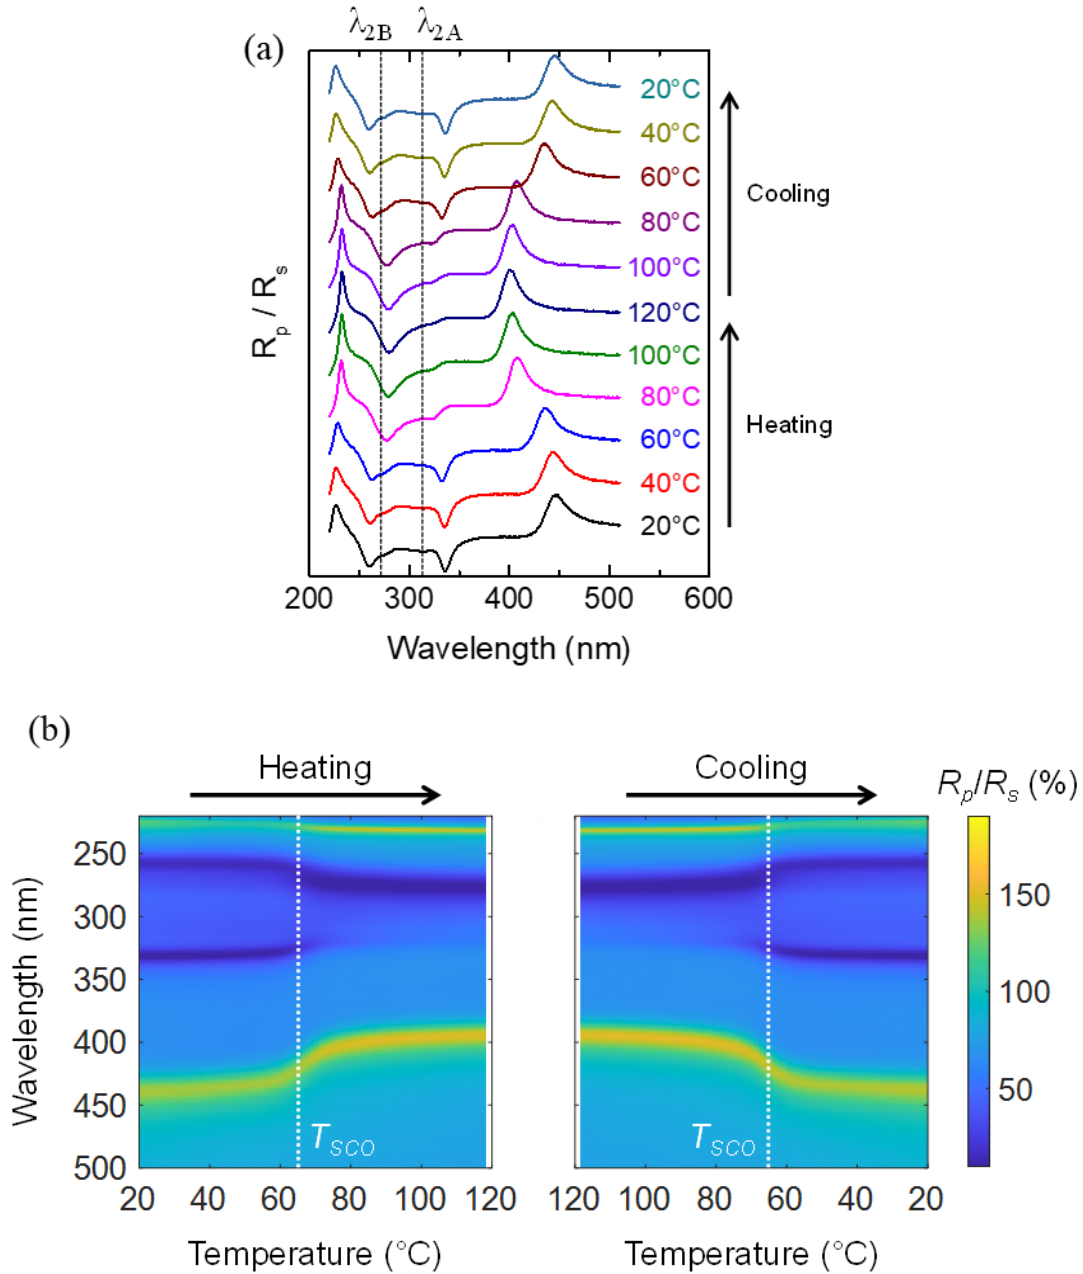 (a)
λ2B
λ2A
20°C
40°C
60°C
80°C
100°C
120°C
100°C
80°C
60°C
40°C
20°C
Cooling
Heating
Rp / Rs
200 300 400 500 600
Wavelength (nm)
(b)
Heating
Cooling
Rp/Rs (%)
250
300
350
400
450
500
Wavelength (nm)
TSCO
TSCO
150
100
50
20 40 60 80 100 120
120 100 80 60 40 20
Temperature (°C)
Temperature (°C)